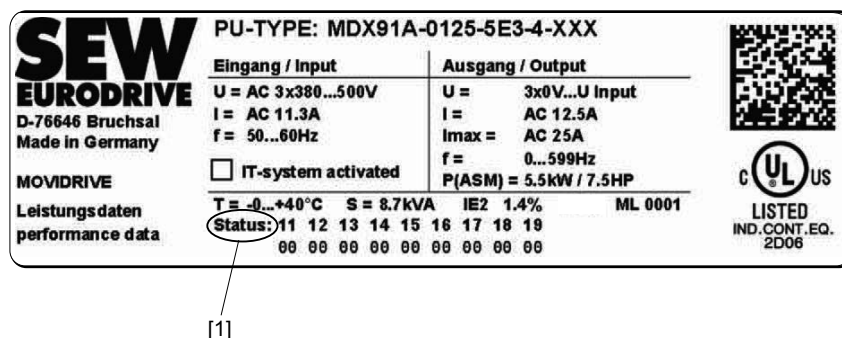 SEW
EURODRIVE
D-76646 Bruchsal
Made in Germany
MOVIDRIVE
Leistungsdaten
performance data
PU-TYPE: MDX91A-0125-5E3-4-XXX
Eingang / Input
U = AC 3x380...500V
I = AC 11.3A
f = 50...60Hz
IT-system activated
Ausgang / Output
U = 3x0V...U Input
I = AC 12.5A
Imax = AC 25A
f = 0...599Hz
P(ASM) = 5.5kW / 7.5HP
T = -0...+40°C S = 8.7kVA IE2 1.4% ML 0001
Status: 11 12 13 14 15 16 17 18 19
00 00 00 00 00 00 00 00 00
C UL US
LISTED
IND.CONT.EQ.
2D06
[1]